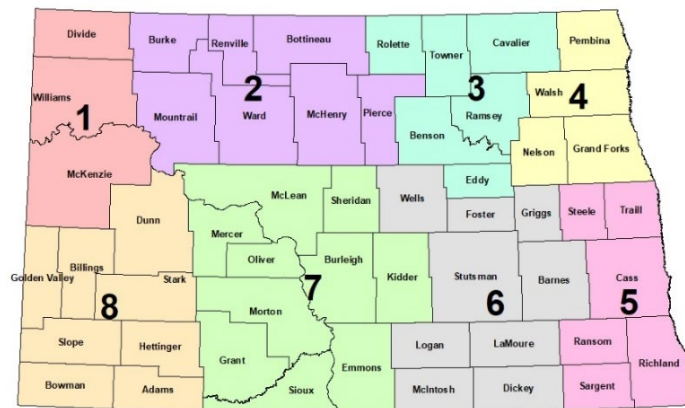 Divide
Burke
Renville
Bottineau
Rolette
Towner
Cavalier
Pembina
Williams
1
Mountrail
2
Ward
McHenry
Pierce
3
Ramsey
Benson
Walsh
4
Nelson
Grand Forks
McKenzie
Dunn
McLean
Sheridan
Wells
Eddy
Foster
Griggs
Steele
Traill
Golden Valley
Billings
Stark
8
Mercer
Oliver
Burleigh
7
Kidder
Stutsman
6
Barnes
Cass
5
Slope
Hettinger
Morton
Grant
Emmons
Logan
LaMoure
Ransom
Richland
Bowman
Adams
Sioux
McIntosh
Dickey
Sargent